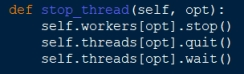 def stop_thread(self, opt):
    self.workers[opt].stop()
    self.threads[opt].quit()
    self.threads[opt].wait()